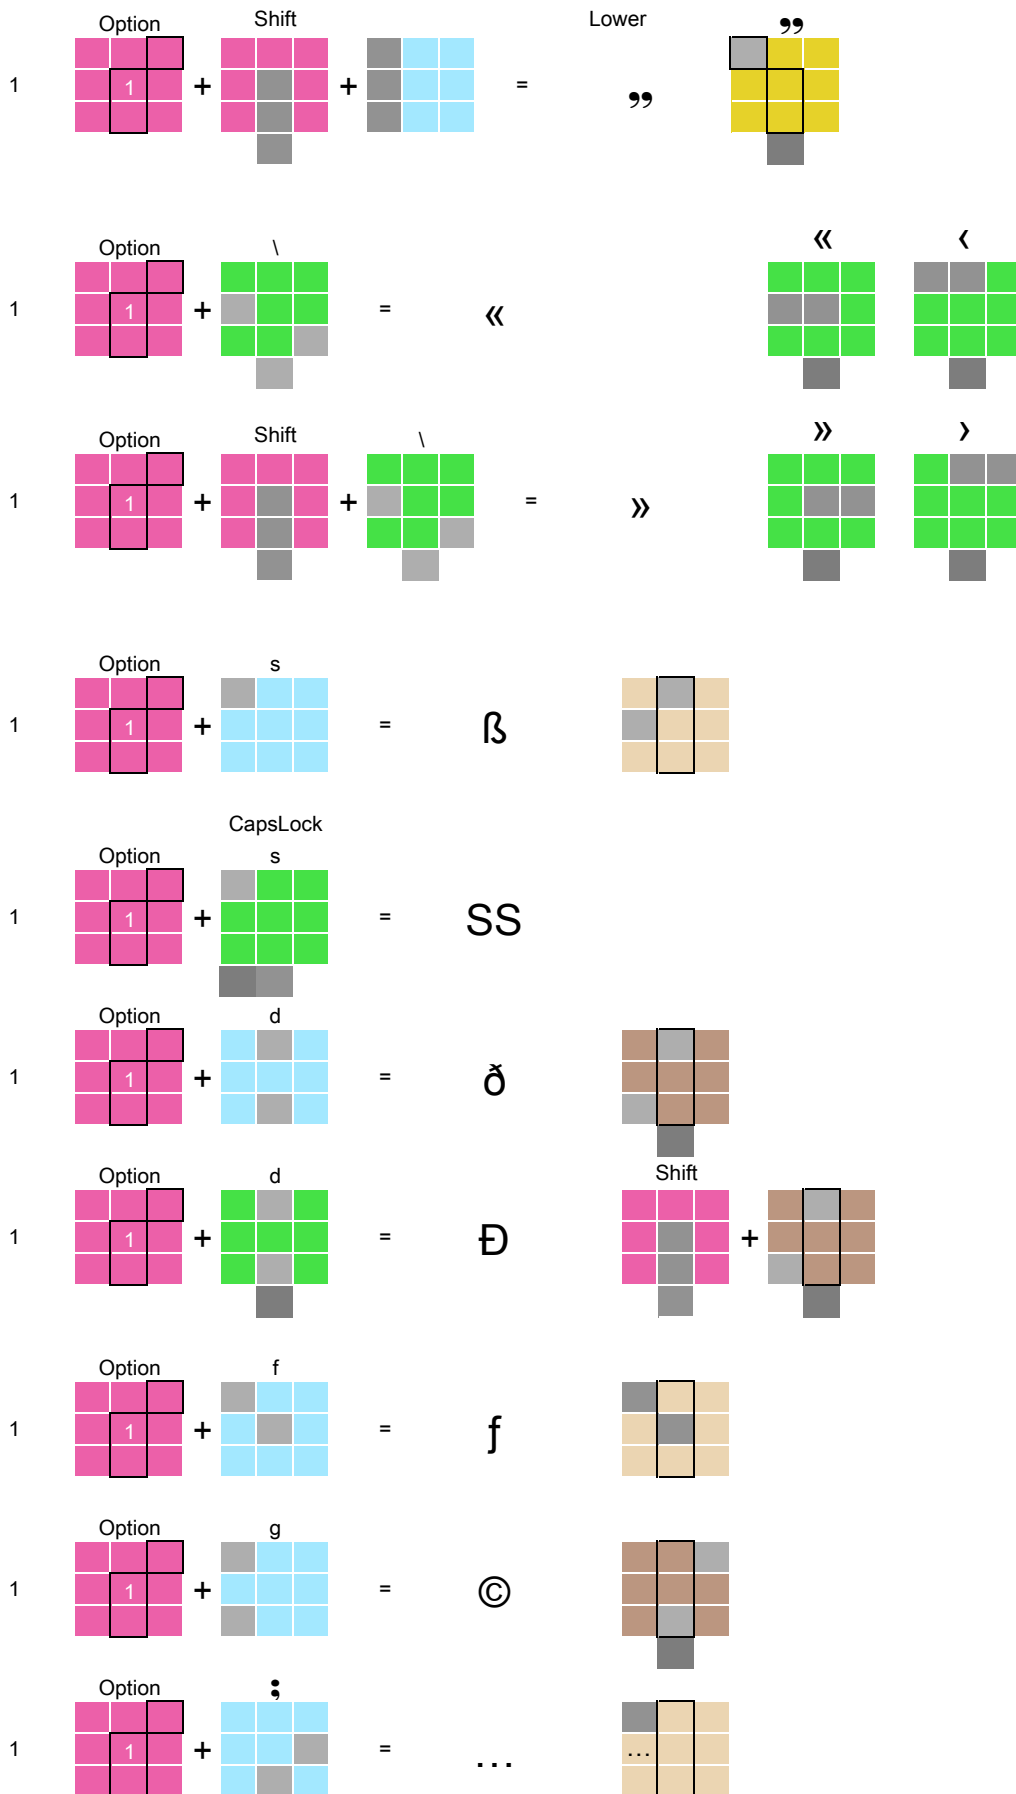 Option Shift Lower ”
1 1 + + = ”
Option \ « ‹
1 1 + = «
Option Shift \ » ›
1 1 + + = »
Option s
1 1 + = ß
CapsLock
Option s
1 1 + = SS
Option d
1 1 + = ð
Option d Shift
1 1 + = Đ +
Option f
1 1 + = ƒ
Option g
1 1 + = ©
Option ;
1 1 + = … …